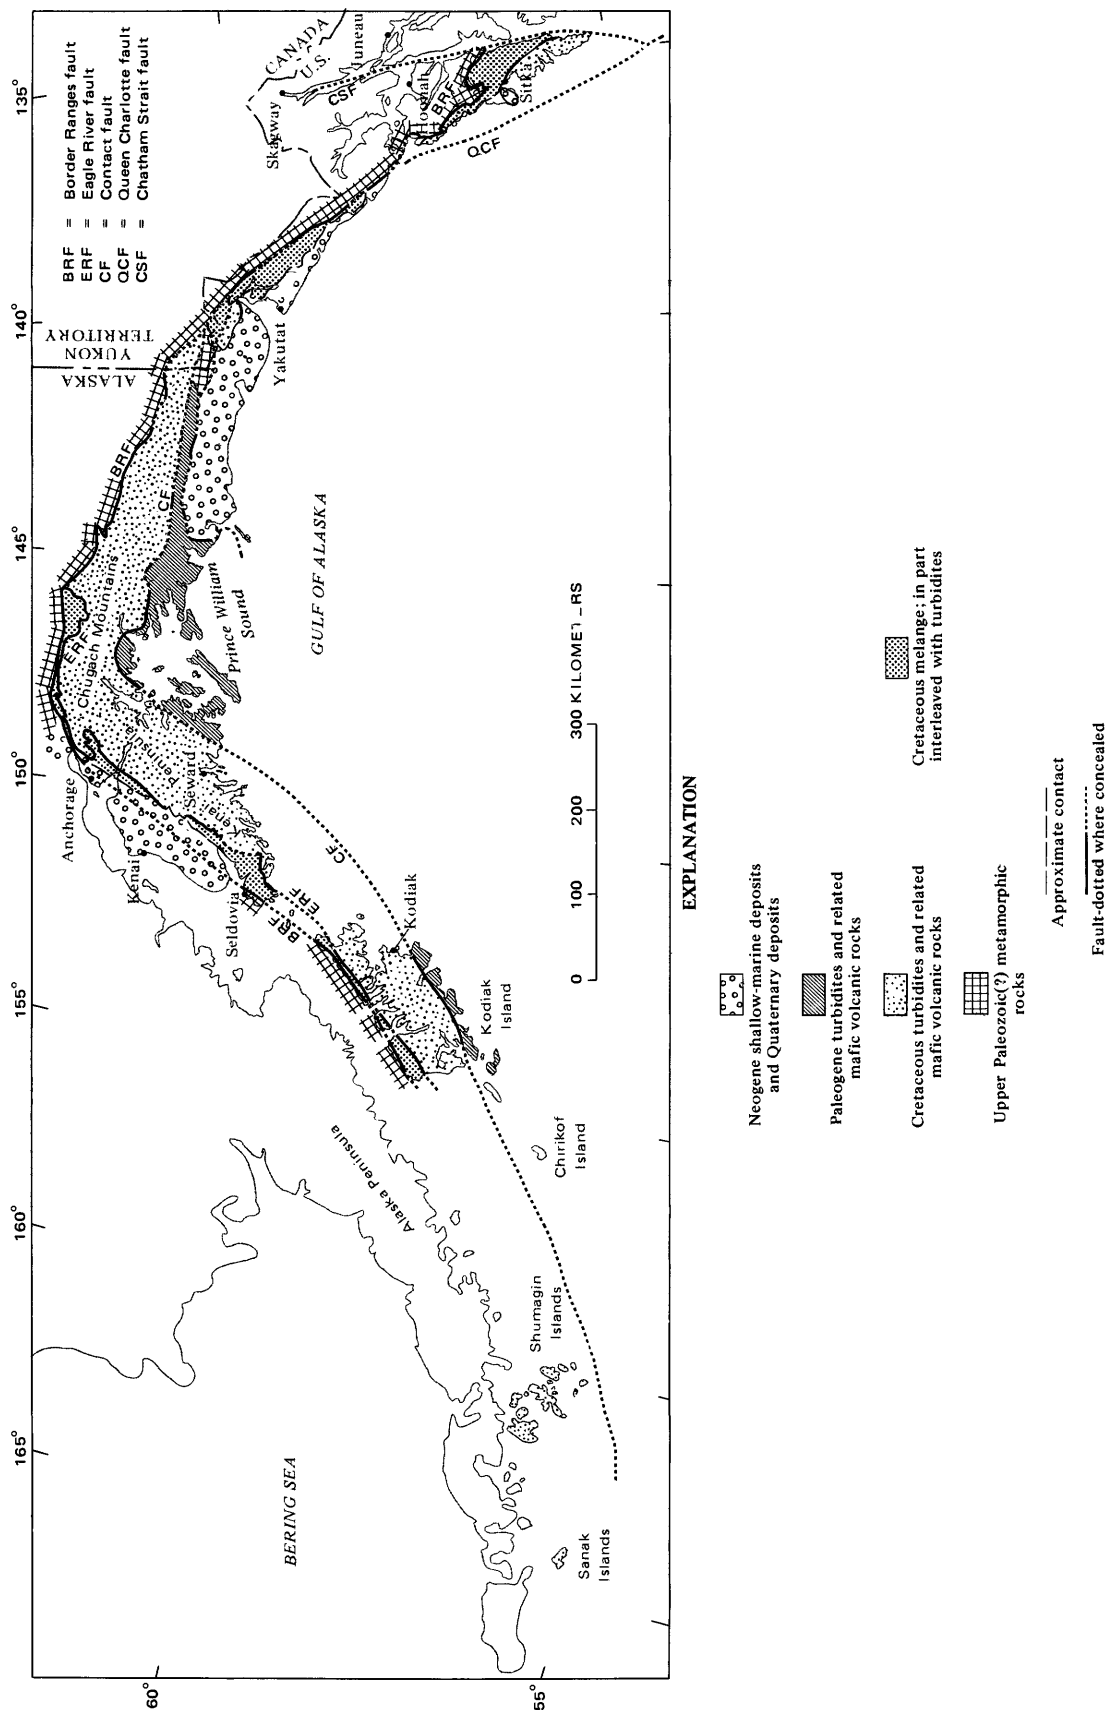 165°
160°
155°
150°
145°
140°
135°
60°
55°
BRF = Border Ranges fault
ERF = Eagle River fault
CF = Contact fault
QCF = Queen Charlotte fault
CSF = Chatham Strait fault
BERING SEA
Sanak
Islands
Shumagin
Islands
Alaska Peninsula
Chirikof
Island
Kodiak
Island
Kodiak
BRF
ERF
CF
Seldovia
Kenai
Anchorage
Seward
Kenai
Peninsula
ERF
Chugach Mountains
Prince William
Sound
GULF OF ALASKA
BRF
CF
ALASKA
YUKON
TERRITORY
Yakutat
Skagway
CANADA
U.S.
Juneau
CSF
Hoonah
BRF
Sitka
QCF
0 100 200 300 KILOMET RS
EXPLANATION
Neogene shallow-marine deposits
and Quaternary deposits
Paleogene turbidites and related
mafic volcanic rocks
Cretaceous turbidites and related
mafic volcanic rocks
Upper Paleozoic(?) metamorphic
rocks
Cretaceous melange; in part
interleaved with turbidites
Approximate contact
Fault-dotted where concealed